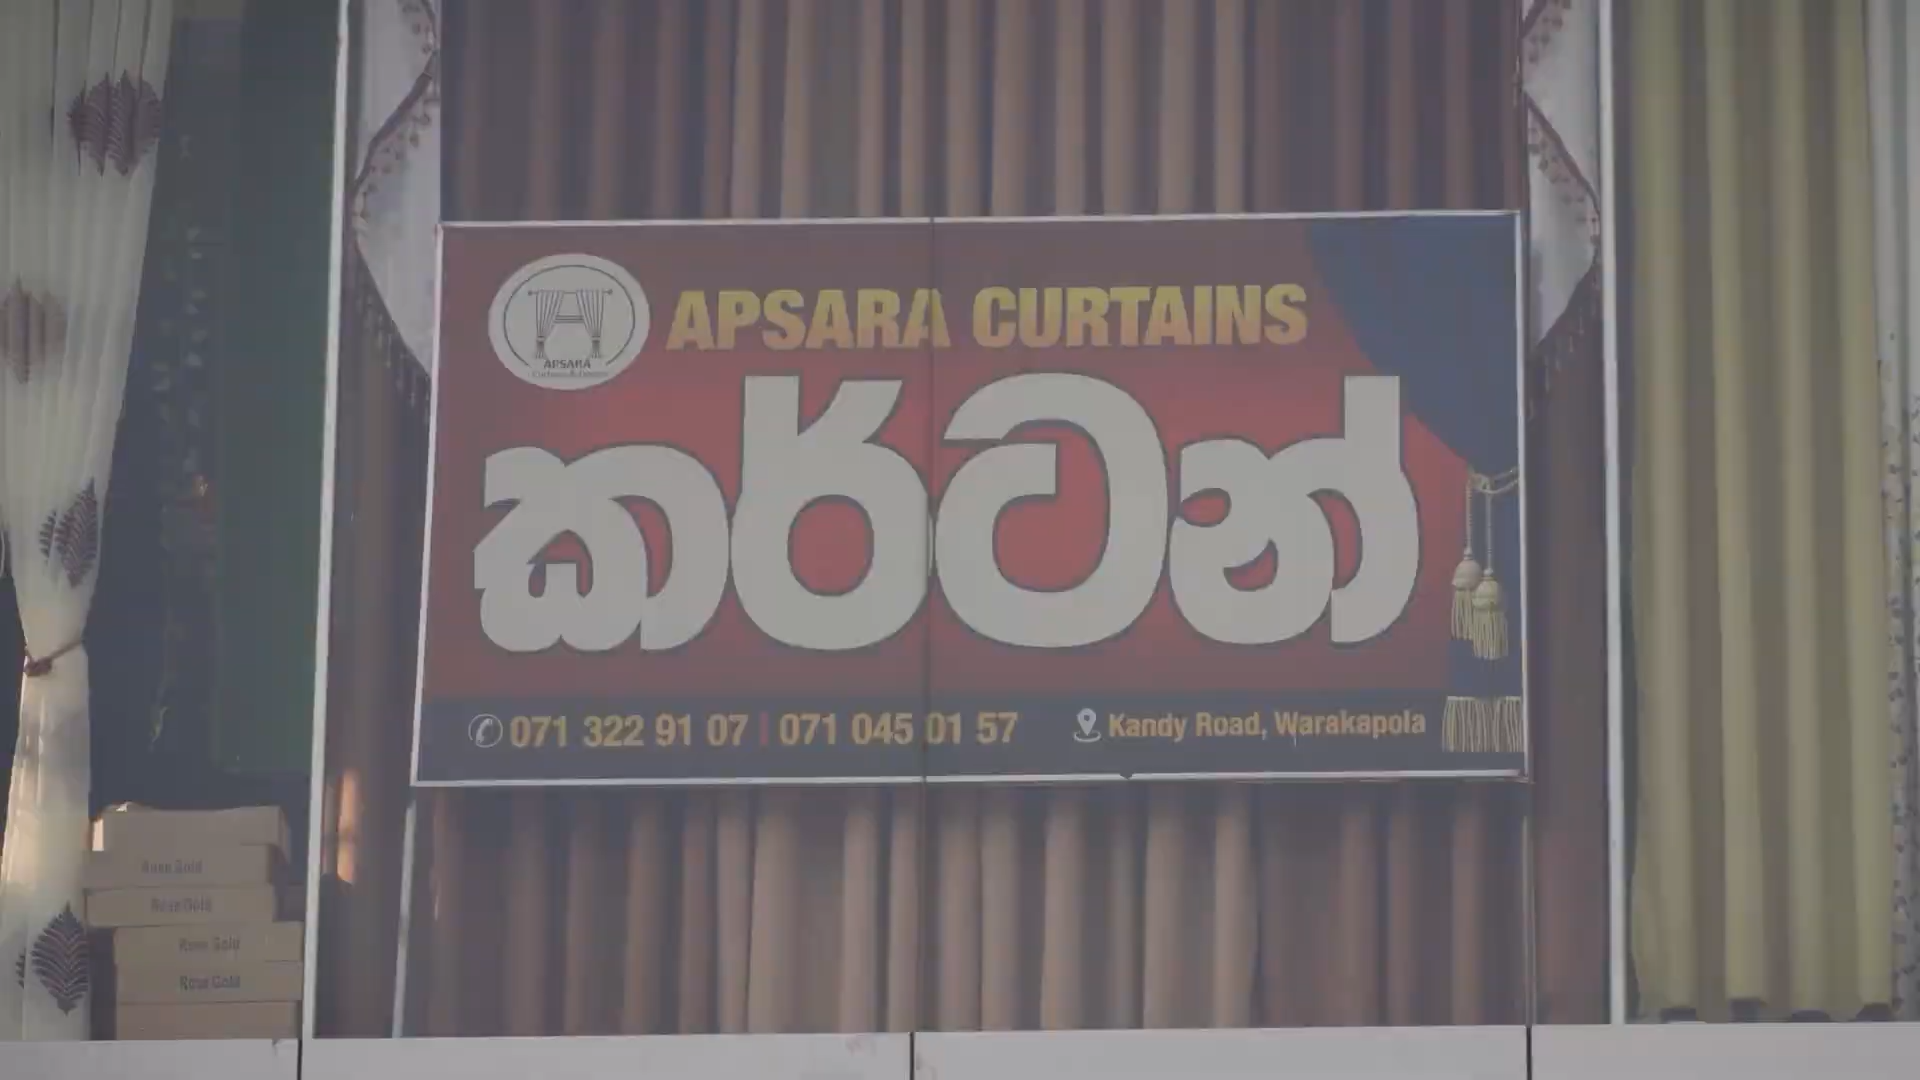 APSARA CURTAINS
APSARA
කර්ටන්
071 322 91 07 | 071 045 01 57
Kandy Road, Warakapola
Rose Gold
Rose Gold
Rose Gold
Rose Gold